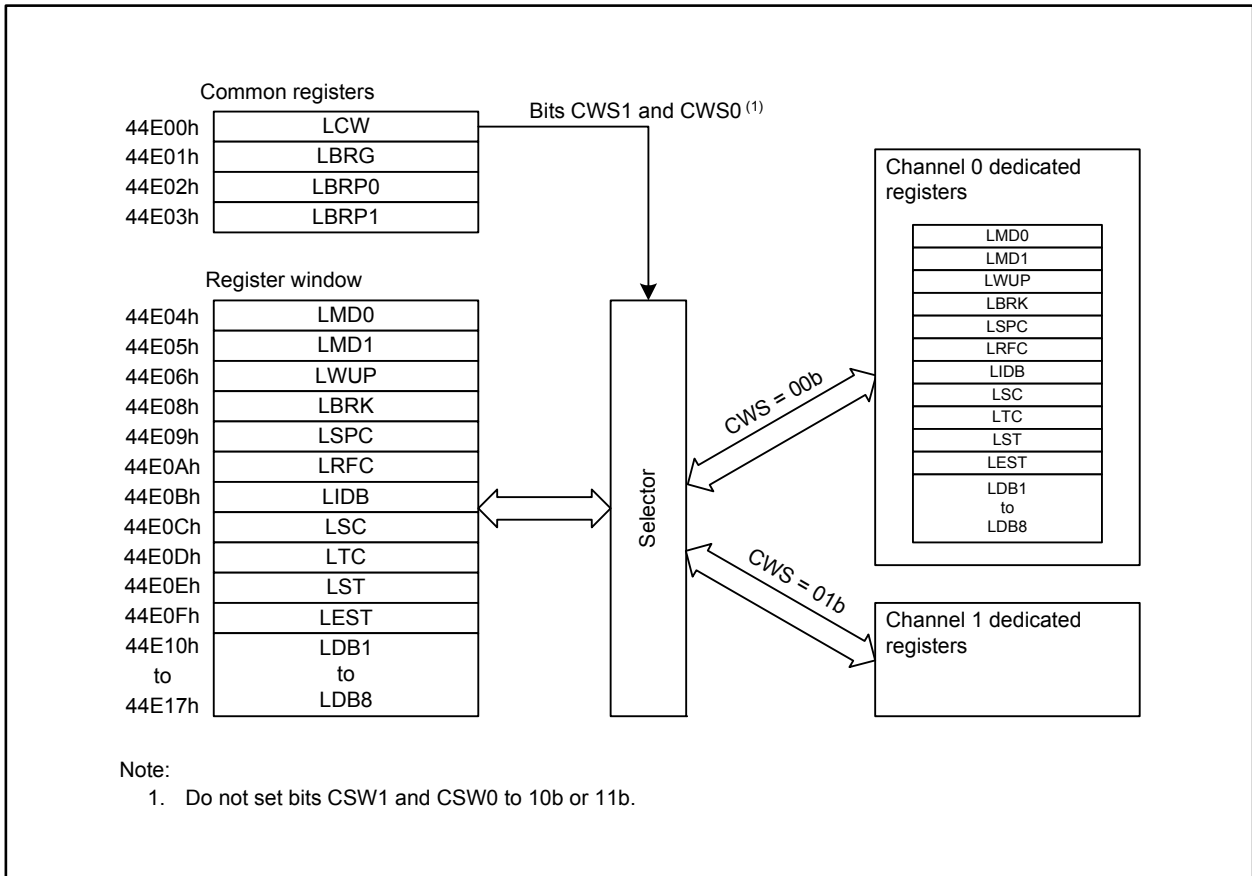 Common registers
Bits CWS1 and CWS0 (1)
44E00h LCW
44E01h LBRG
44E02h LBRP0
44E03h LBRP1
Register window
44E04h LMD0
44E05h LMD1
44E06h LWUP
44E08h LBRK
44E09h LSPC
44E0Ah LRFC
44E0Bh LIDB
44E0Ch LSC
44E0Dh LTC
44E0Eh LST
44E0Fh LEST
44E10h LDB1
to to
44E17h LDB8
Selector
CWS = 00b
CWS = 01b
Channel 0 dedicated
registers
LMD0
LMD1
LWUP
LBRK
LSPC
LRFC
LIDB
LSC
LTC
LST
LEST
LDB1
to
LDB8
Channel 1 dedicated
registers
Note:
1. Do not set bits CSW1 and CSW0 to 10b or 11b.